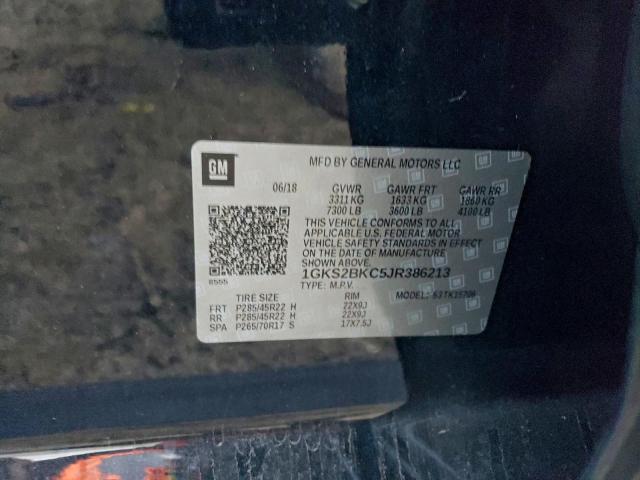 GM
MFD BY GENERAL MOTORS LLC
06/18 GVWR GAWR FRT GAWR RR
3311 KG 1633 KG 1860 KG
7300 LB 3600 LB 4100 LB
THIS VEHICLE CONFORMS TO ALL
APPLICABLE U.S. FEDERAL MOTOR
VEHICLE SAFETY STANDARDS IN EFFECT
ON THE DATE OF MANUFACTURE
SHOWN ABOVE.
1GKS2BKC5JR386213
8555 TYPE: M.P.V. MODEL:
TIRE SIZE RIM
FRT P285/45R22 H 22X9J
RR P285/45R22 H 22X9J
SPA P265/70R17 S 17X7.5J